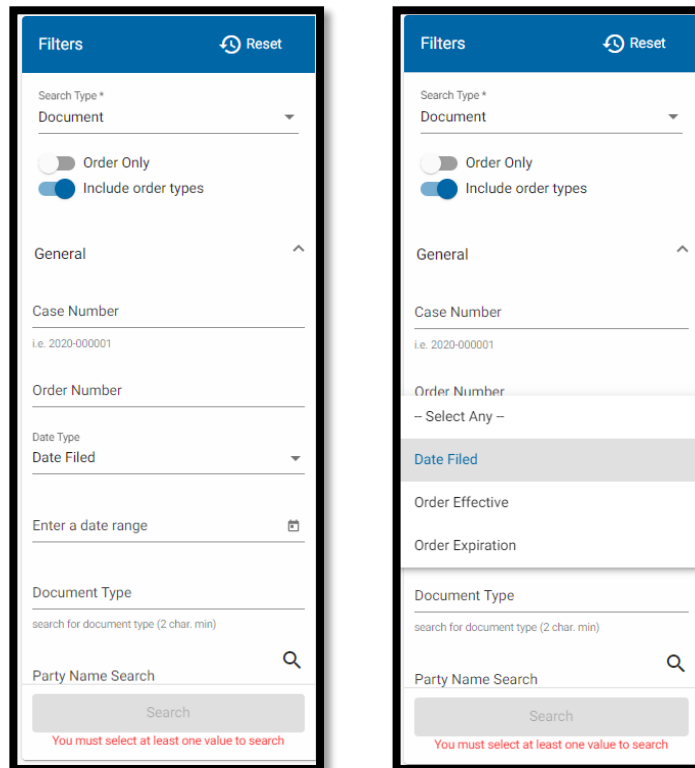 Filters
Reset
Search Type *
Document
Order Only
Include order types
General
Case Number
i.e. 2020-000001
Order Number
Date Type
Date Filed
Enter a date range
Document Type
search for document type (2 char. min)
Party Name Search
Search
You must select at least one value to search
Filters
Reset
Search Type *
Document
Order Only
Include order types
General
Case Number
i.e. 2020-000001
Order Number
-- Select Any --
Date Filed
Order Effective
Order Expiration
Document Type
search for document type (2 char. min)
Party Name Search
Search
You must select at least one value to search